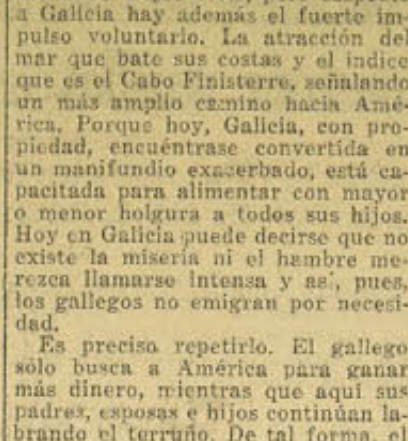 a Galicia hay además el fuerte im-
pulso voluntario. La atracción del
mar que bate sus costas y el índice
que es el Cabo Finisterre, señalando
un más amplio camino hacia Amé-
rica. Porque hoy, Galicia, con pro-
piedad, encuéntrase convertida en
un manifundio exacerbado, está ca-
pacitada para alimentar con mayor
o menor holgura a todos sus hijos.
Hoy en Galicia puede decirse que no
existe la miseria ni el hambre me-
rezca llamarse intensa y así, pues,
los gallegos no emigran por necesi-
dad.
Es preciso repetirlo. El gallego
sólo busca a América para ganar
más dinero, mientras que aquí sus
padres, esposas e hijos continúan la-
brando el terruño. De tal forma, el